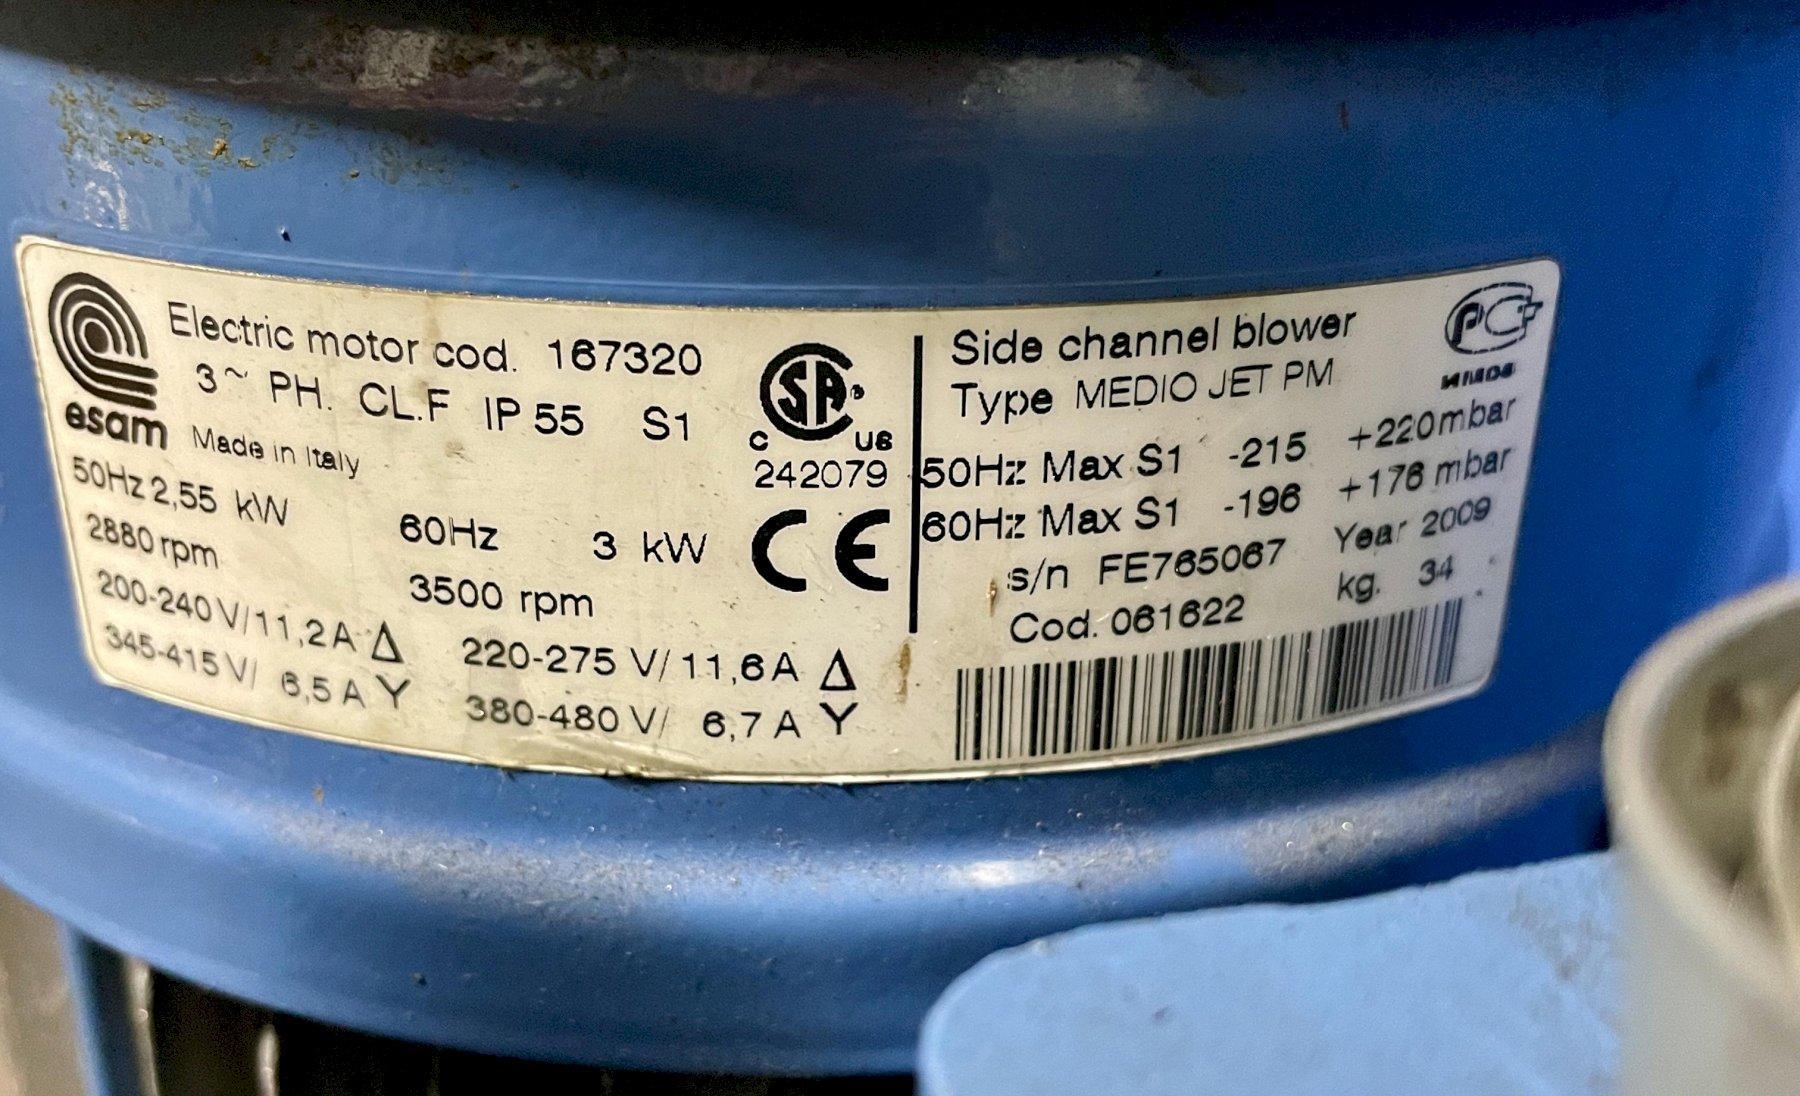 esam
Electric motor cod. 167320
3~ PH. CL.F IP 55 S1
Made in Italy
50Hz 2,55 kW
2880 rpm
200-240 V/11,2A Δ
345-415 V/ 6,5 A Y
60Hz 3 kW
3500 rpm
220-275 V/ 11,6 A Δ
380-480 V/ 6,7 A Y
SA ®
C US
242079
CE
Side channel blower
Type MEDIO JET PM
50Hz Max S1 -215 +220mbar
60Hz Max S1 -196 +176 mbar
s/n FE765067 Year 2009
Cod. 061622 kg. 34